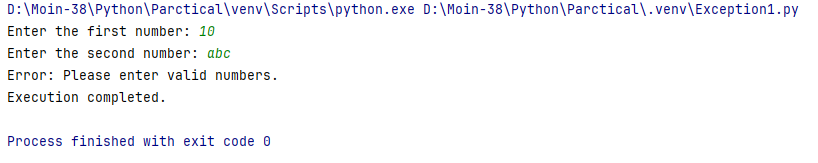 D:\Moin-38\Python\Parctical\venv\Scripts\python.exe D:\Moin-38\Python\Parctical\.venv\Exception1.py
Enter the first number: 10
Enter the second number: abc
Error: Please enter valid numbers.
Execution completed.
Process finished with exit code 0